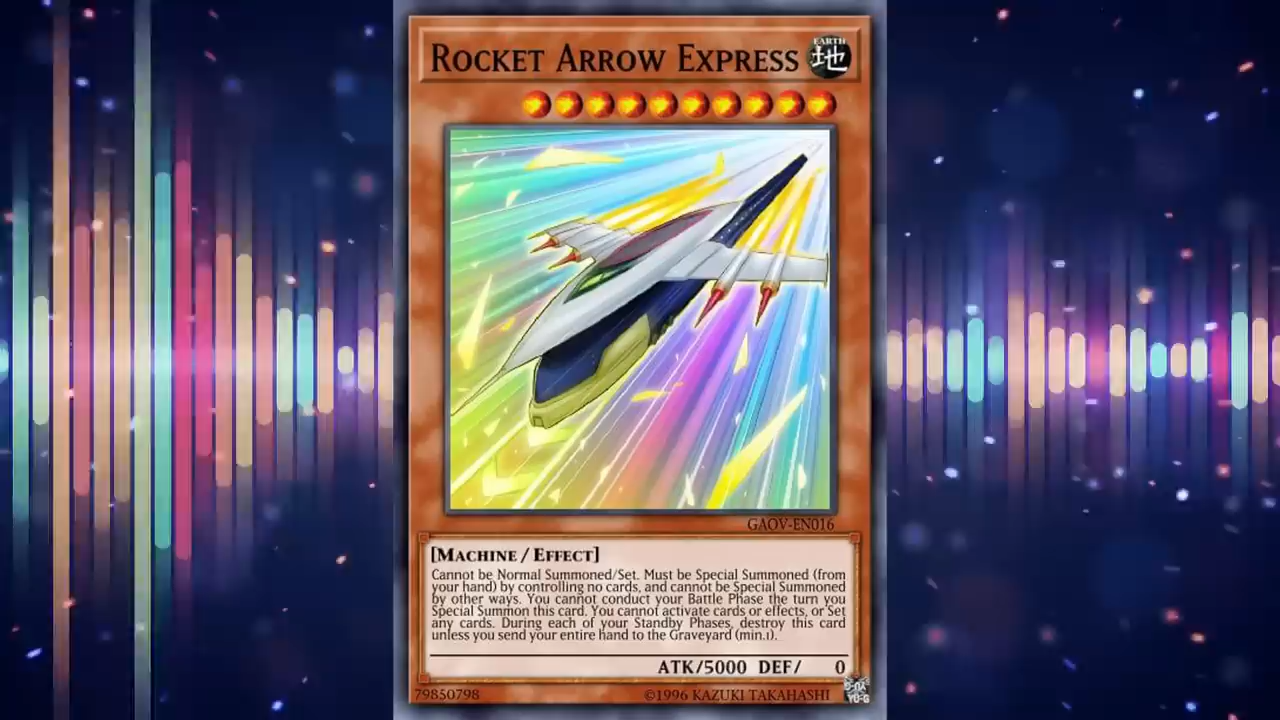 Rocket Arrow Express
EARTH
地
GAOV-EN016
[Machine / Effect]
Cannot be Normal Summoned/Set. Must be Special Summoned (from
your hand) by controlling no cards, and cannot be Special Summoned
by other ways. You cannot conduct your Battle Phase the turn you
Special Summon this card. You cannot activate cards or effects, or Set
any cards. During each of your Standby Phases, destroy this card
unless you send your entire hand to the Graveyard (min.1).
ATK/5000 DEF/ 0
79850798
©1996 KAZUKI TAKAHASHI